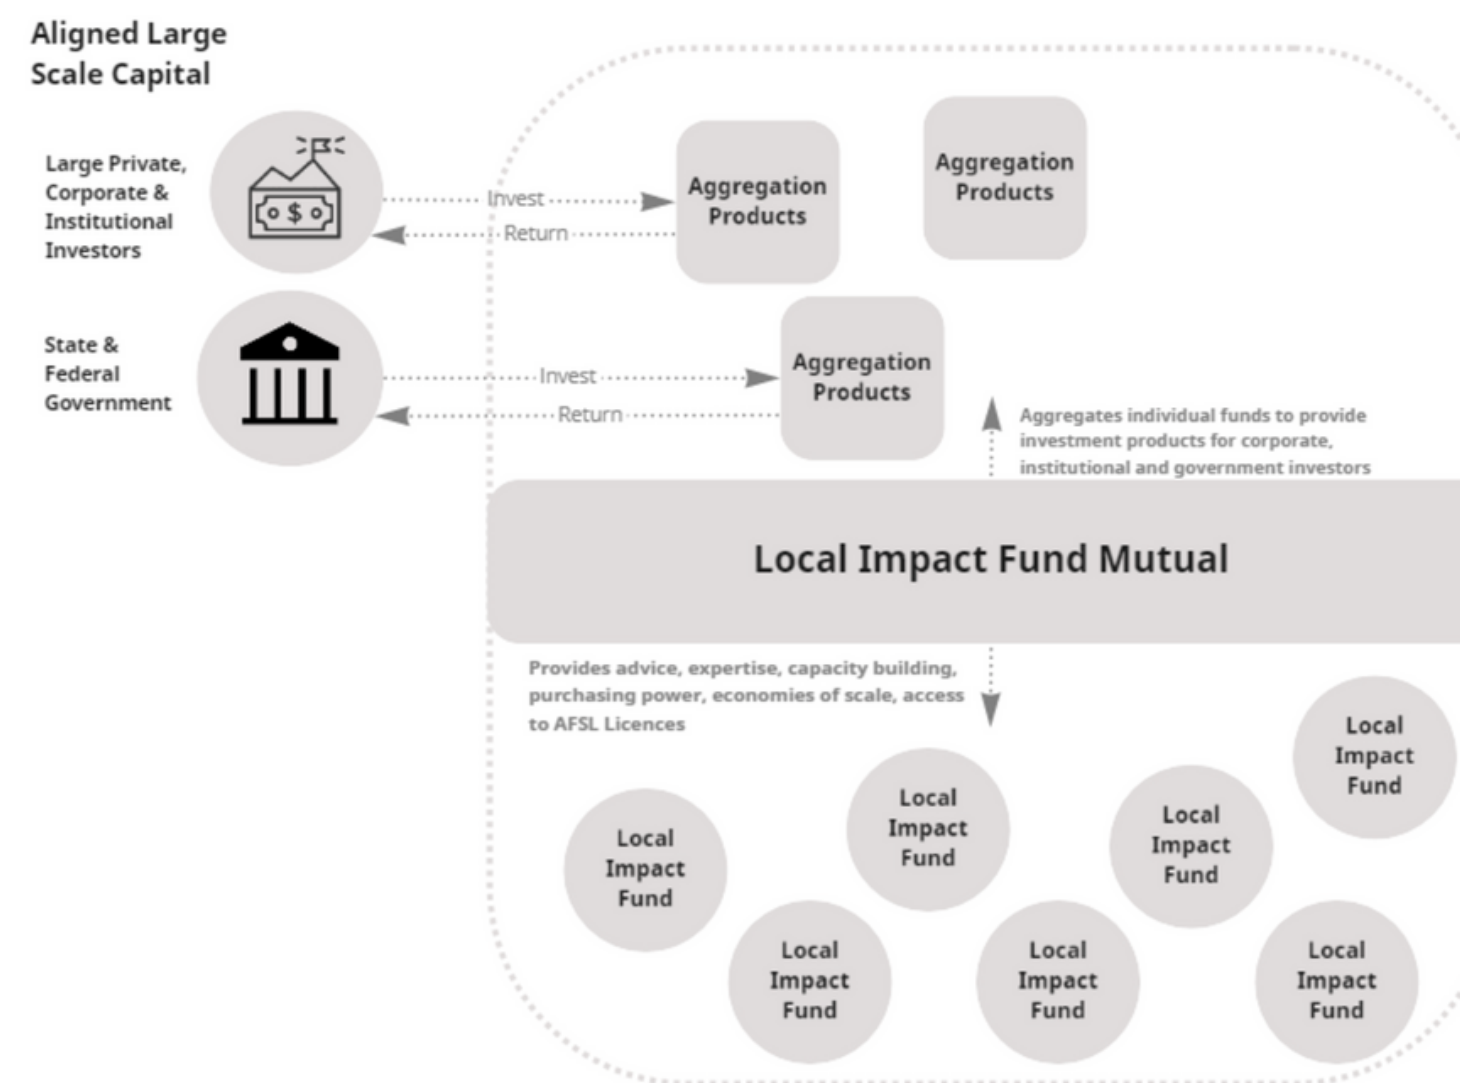 Aligned Large
Scale Capital
Large Private,
Corporate &
Institutional
Investors
$
Invest
Return
Aggregation
Products
Aggregation
Products
State &
Federal
Government
Invest
Return
Aggregation
Products
Aggregates individual funds to provide
investment products for corporate,
institutional and government investors
Local Impact Fund Mutual
Provides advice, expertise, capacity building,
purchasing power, economies of scale, access
to AFSL Licences
Local
Impact
Fund
Local
Impact
Fund
Local
Impact
Fund
Local
Impact
Fund
Local
Impact
Fund
Local
Impact
Fund
Local
Impact
Fund